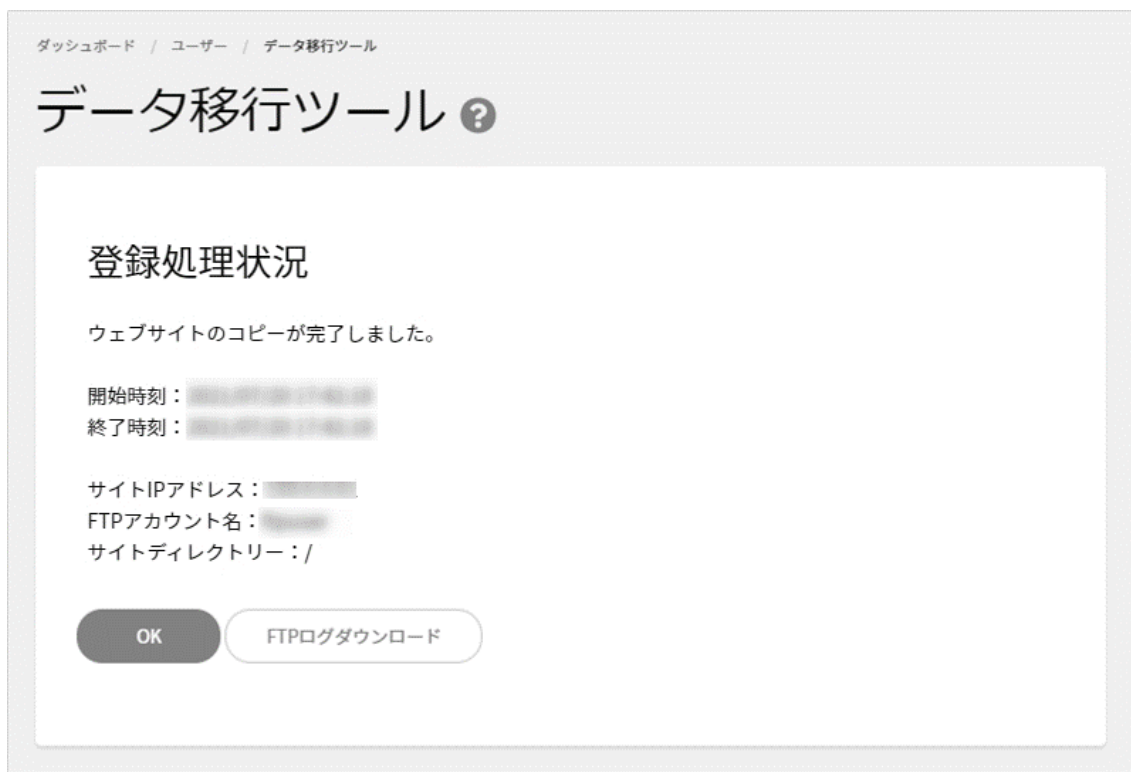 ダッシュボード / ユーザー / データ移行ツール
データ移行ツール ?
登録処理状況
ウェブサイトのコピーが完了しました。
開始時刻：
終了時刻：
サイトIPアドレス：
FTPアカウント名：
サイトディレクトリー：/
OK
FTPログダウンロード